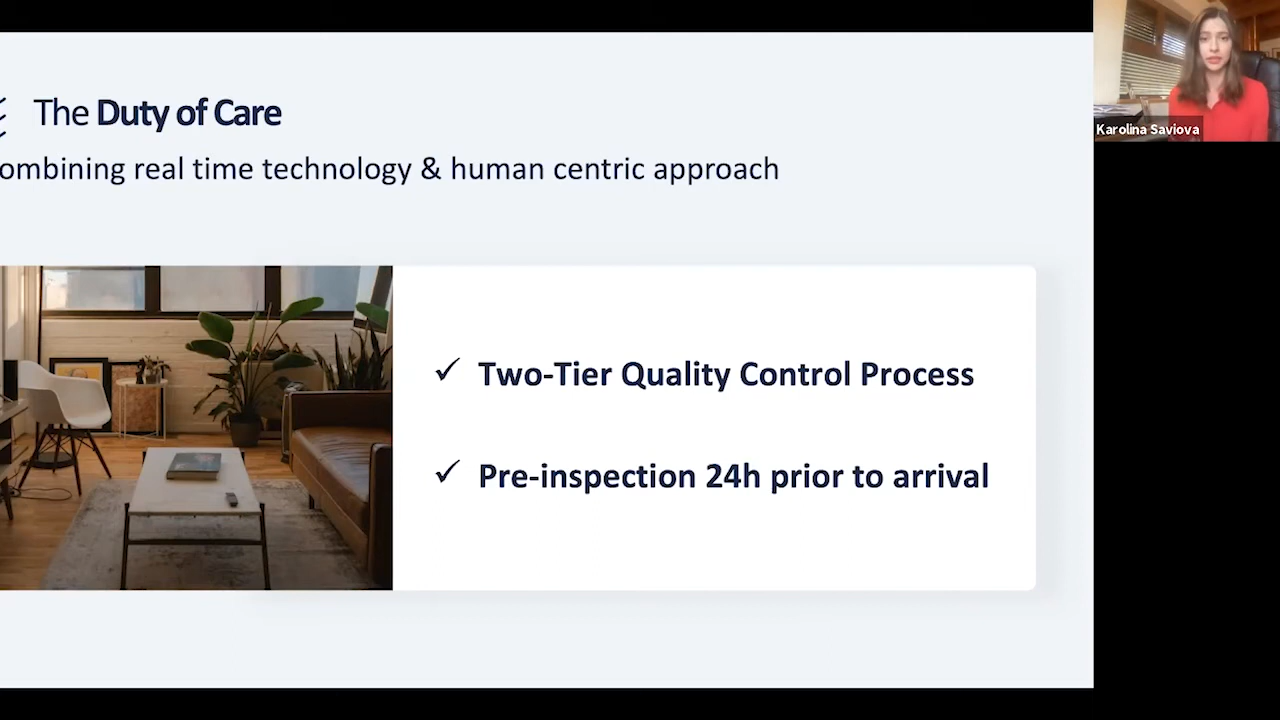 The Duty of Care
ombining real time technology & human centric approach
Two-Tier Quality Control Process
Pre-inspection 24h prior to arrival
Karolina Saviova